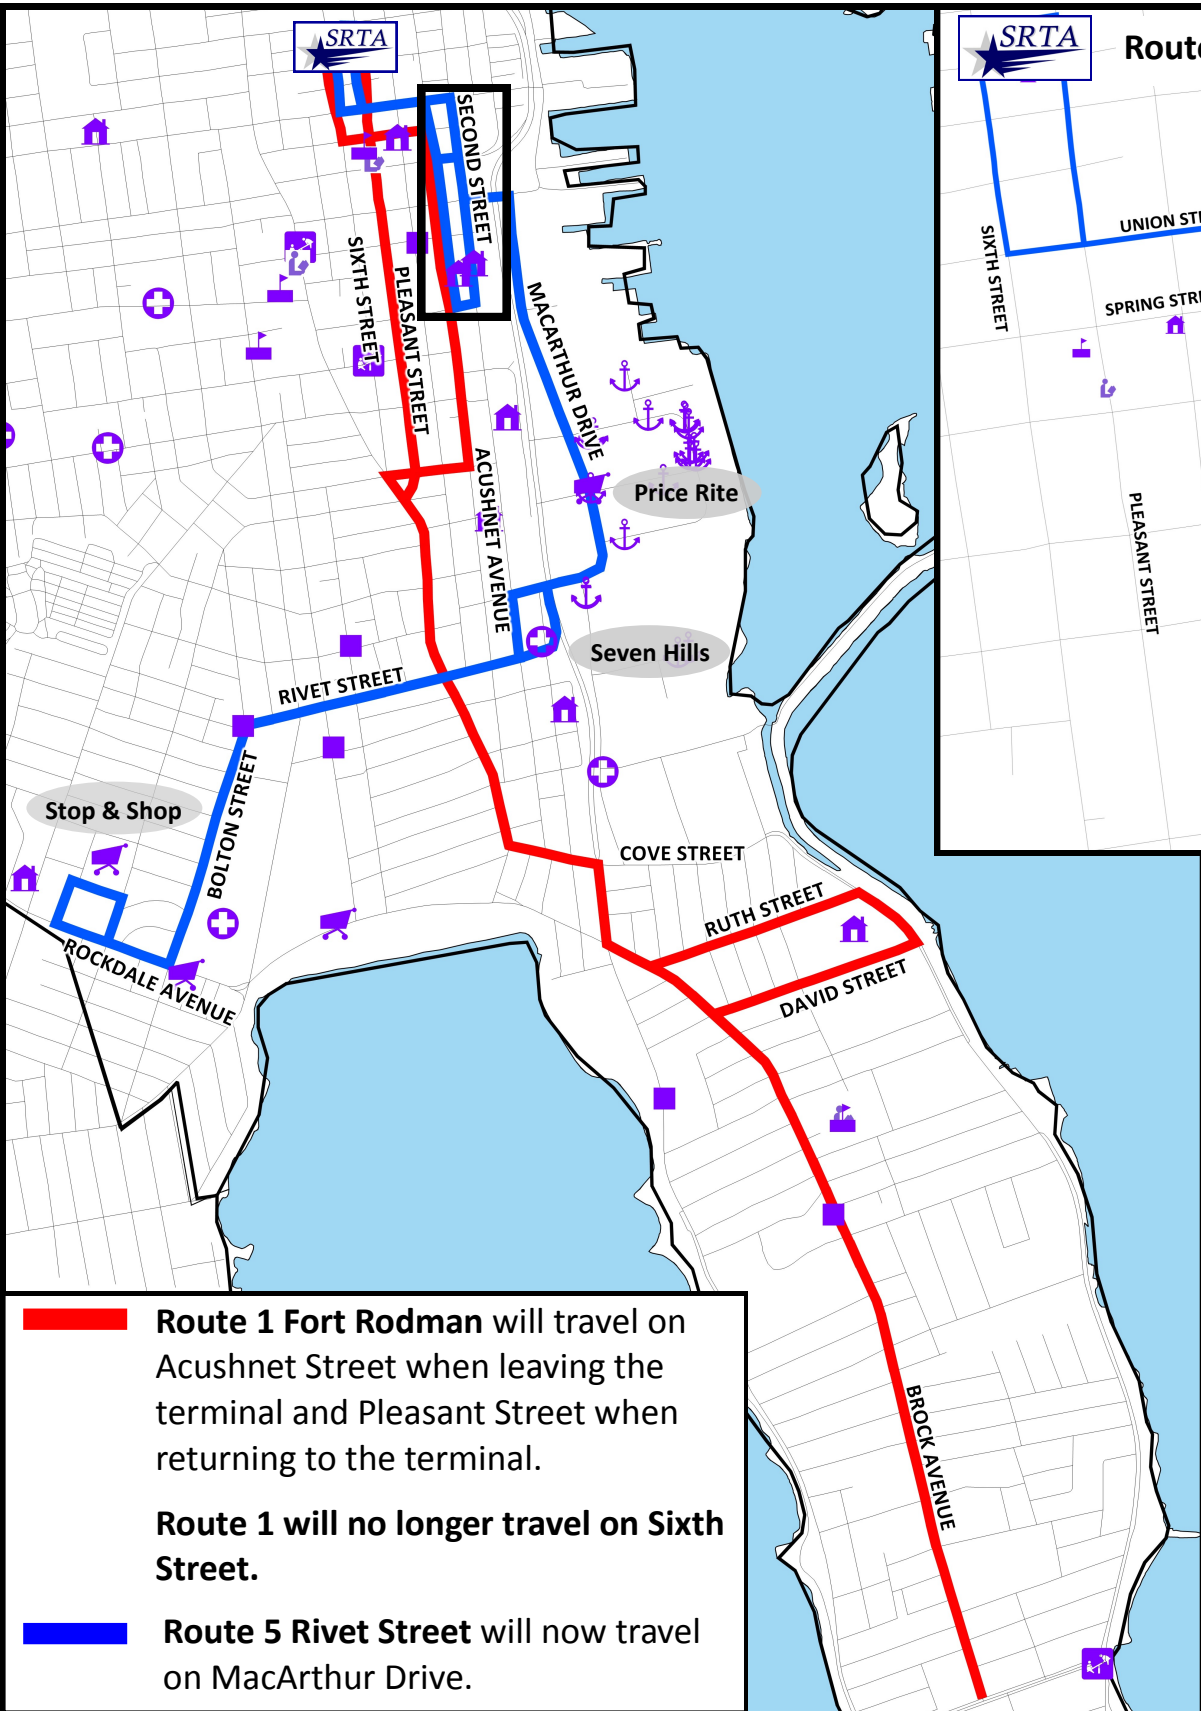 SRTA
SECOND STREET
SIXTH STREET
PLEASANT STREET
MACARTHUR DRIVE
ACUSHNET AVENUE
Price Rite
Seven Hills
RIVET STREET
BOLTON STREET
Stop & Shop
ROCKDALE AVENUE
COVE STREET
RUTH STREET
DAVID STREET
BROCK AVENUE
SRTA
Route
SIXTH STREET
UNION STR
SPRING STRE
PLEASANT STREET
Route 1 Fort Rodman will travel on
Acushnet Street when leaving the
terminal and Pleasant Street when
returning to the terminal.
Route 1 will no longer travel on Sixth
Street.
Route 5 Rivet Street will now travel
on MacArthur Drive.